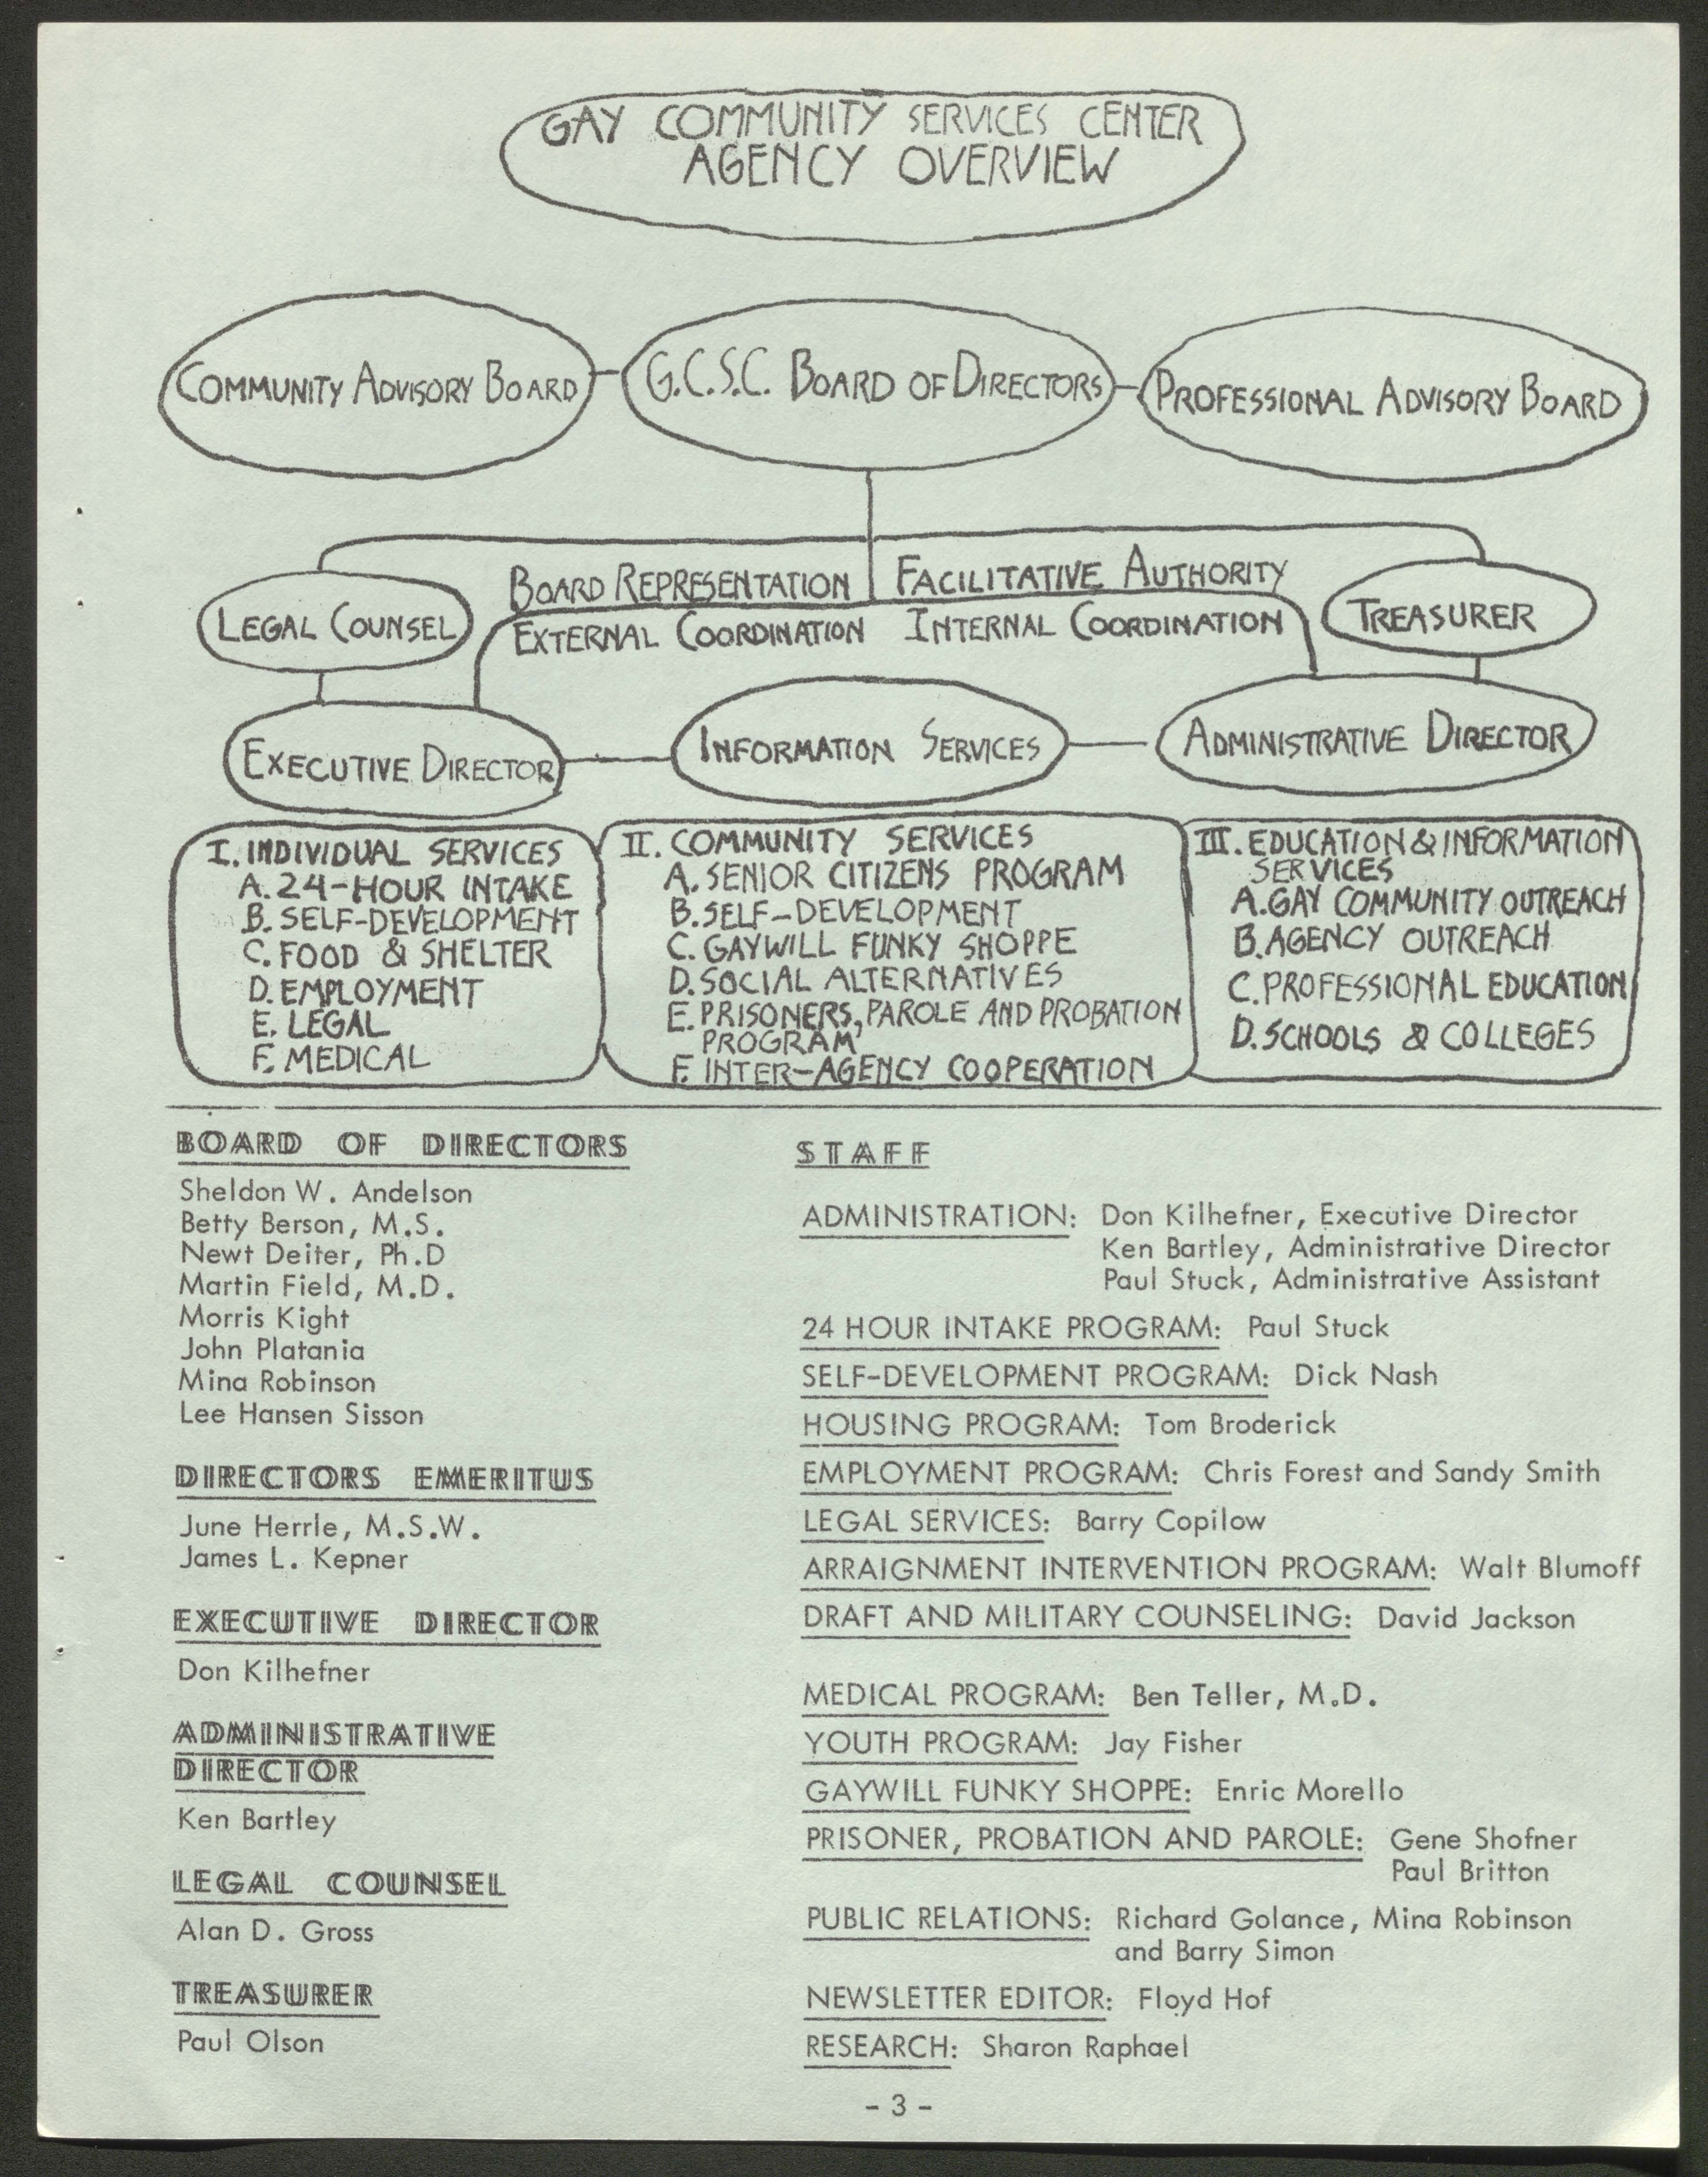 GAY COMMUNITY SERVICES CENTER
AGENCY OVERVIEW
COMMUNITY ADVISORY BOARD
G.C.S.C. BOARD OF DIRECTORS
PROFESSIONAL ADVISORY BOARD
BOARD REPRESENTATION
FACILITATIVE AUTHORITY
LEGAL COUNSEL
EXTERNAL COORDINATION
INTERNAL COORDINATION
TREASURER
EXECUTIVE DIRECTOR
INFORMATION SERVICES
ADMINISTRATIVE DIRECTOR
I. INDIVIDUAL SERVICES
A. 24-HOUR INTAKE
B. SELF-DEVELOPMENT
C. FOOD & SHELTER
D. EMPLOYMENT
E. LEGAL
F. MEDICAL
II. COMMUNITY SERVICES
A. SENIOR CITIZENS PROGRAM
B. SELF-DEVELOPMENT
C. GAYWILL FUNKY SHOPPE
D. SOCIAL ALTERNATIVES
E. PRISONERS, PAROLE AND PROBATION
PROGRAM
F. INTER-AGENCY COOPERATION
III. EDUCATION & INFORMATION
SERVICES
A. GAY COMMUNITY OUTREACH
B. AGENCY OUTREACH
C. PROFESSIONAL EDUCATION
D. SCHOOLS & COLLEGES
BOARD OF DIRECTORS
Sheldon W. Andelson
Betty Berson, M.S.
Newt Deiter, Ph.D
Martin Field, M.D.
Morris Kight
John Platania
Mina Robinson
Lee Hansen Sisson
DIRECTORS EMERITUS
June Herrle, M.S.W.
James L. Kepner
EXECUTIVE DIRECTOR
Don Kilhefner
ADMINISTRATIVE
DIRECTOR
Ken Bartley
LEGAL COUNSEL
Alan D. Gross
TREASURER
Paul Olson
STAFF
ADMINISTRATION: Don Kilhefner, Executive Director
Ken Bartley, Administrative Director
Paul Stuck, Administrative Assistant
24 HOUR INTAKE PROGRAM: Paul Stuck
SELF-DEVELOPMENT PROGRAM: Dick Nash
HOUSING PROGRAM: Tom Broderick
EMPLOYMENT PROGRAM: Chris Forest and Sandy Smith
LEGAL SERVICES: Barry Copilow
ARRAIGNMENT INTERVENTION PROGRAM: Walt Blumoff
DRAFT AND MILITARY COUNSELING: David Jackson
MEDICAL PROGRAM: Ben Teller, M.D.
YOUTH PROGRAM: Jay Fisher
GAYWILL FUNKY SHOPPE: Enric Morello
PRISONER, PROBATION AND PAROLE: Gene Shofner
Paul Britton
PUBLIC RELATIONS: Richard Golance, Mina Robinson
and Barry Simon
NEWSLETTER EDITOR: Floyd Hof
RESEARCH: Sharon Raphael
- 3 -